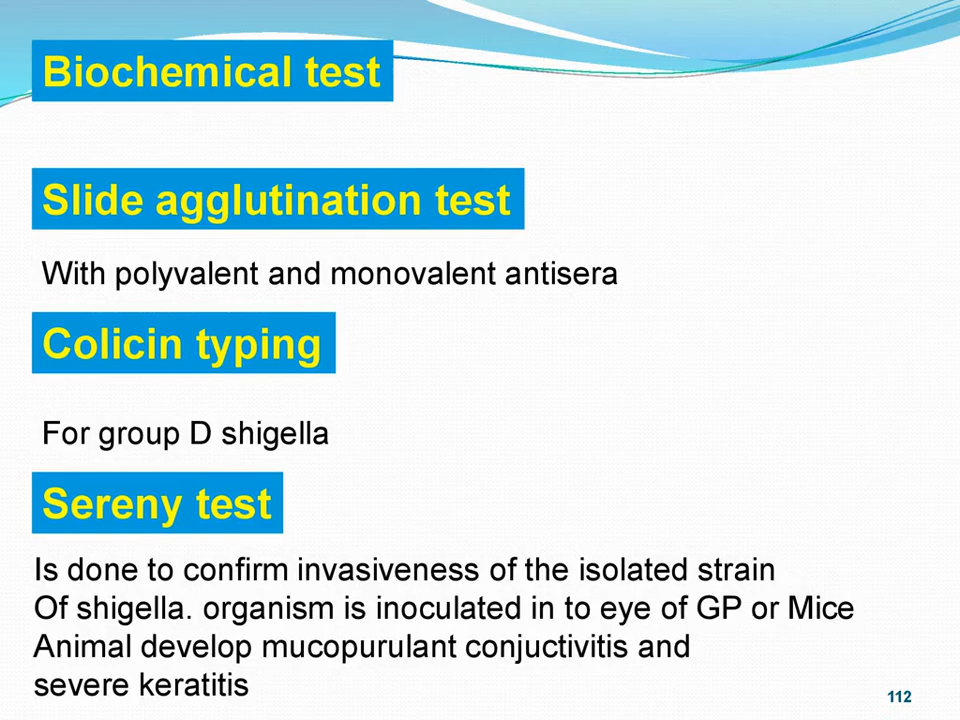 Biochemical test
Slide agglutination test
With polyvalent and monovalent antisera
Colicin typing
For group D shigella
Sereny test
Is done to confirm invasiveness of the isolated strain
Of shigella. organism is inoculated in to eye of GP or Mice
Animal develop mucopurulant conjuctivitis and
severe keratitis
112